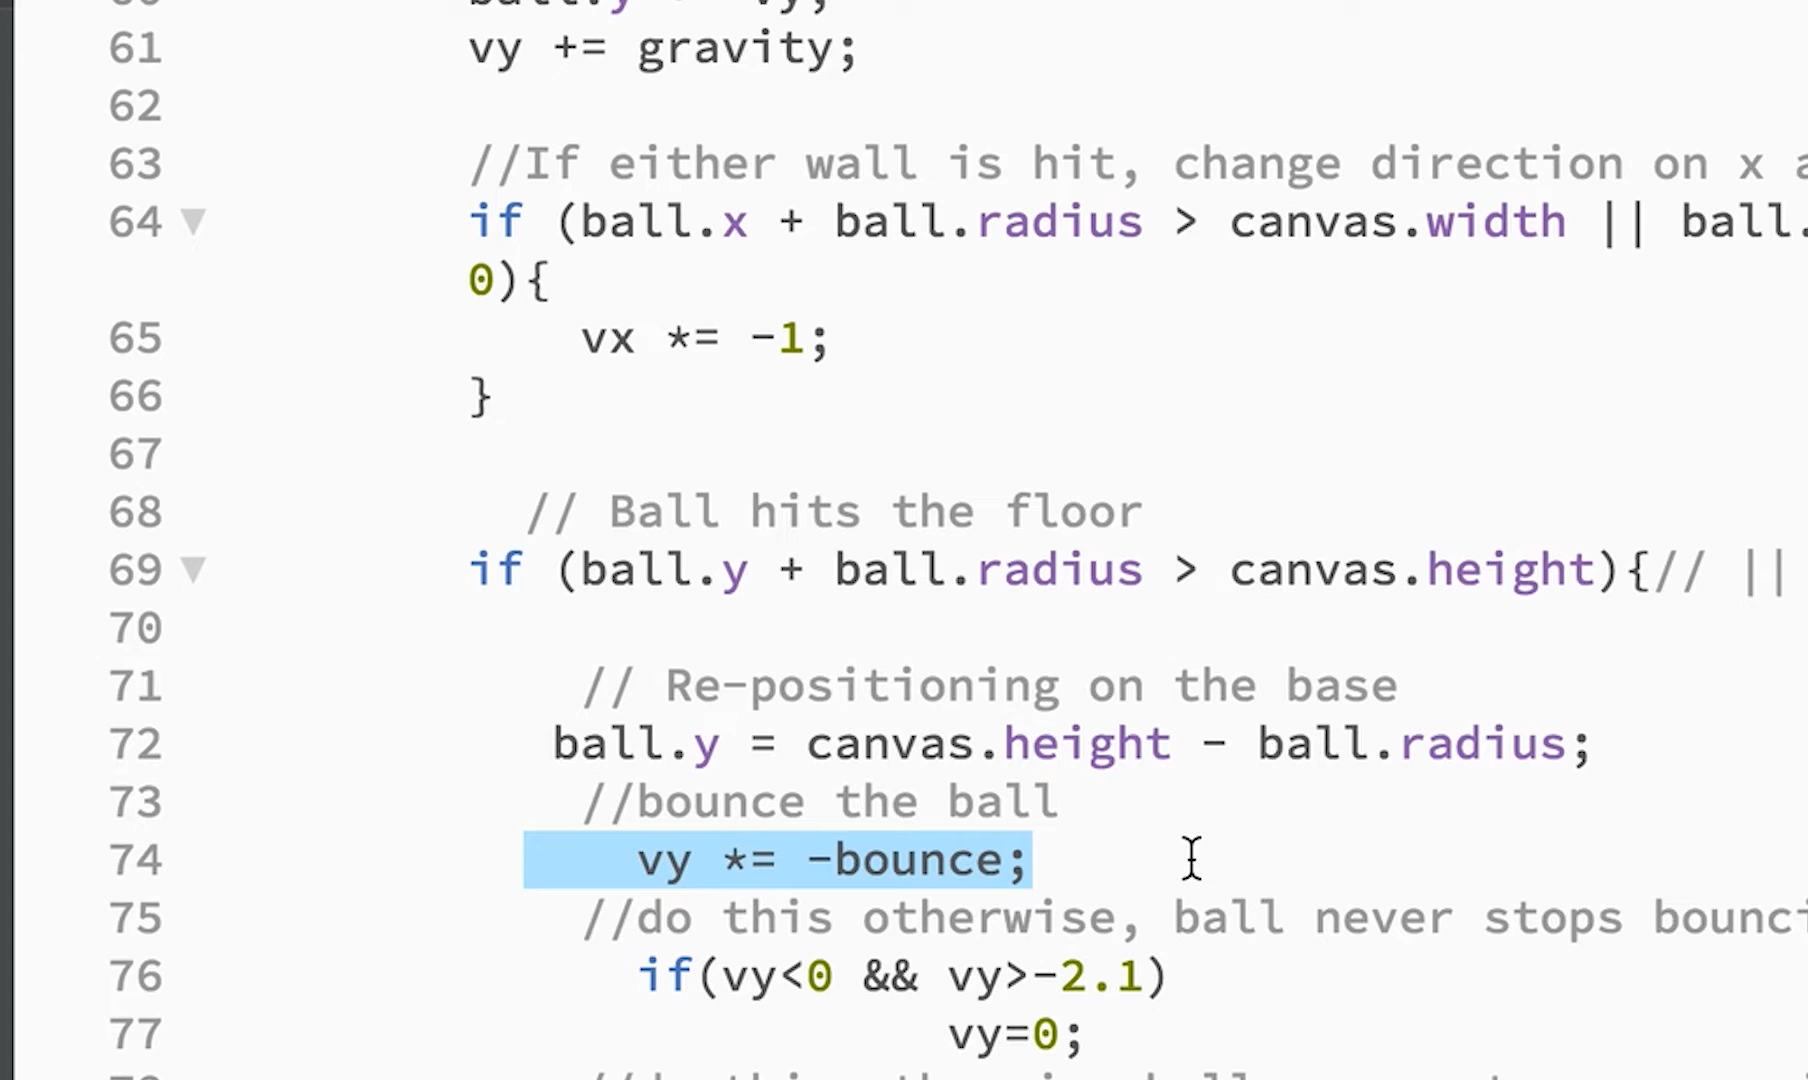 61 vy += gravity;
62
63 //If either wall is hit, change direction on x
64 if (ball.x + ball.radius > canvas.width || ball.
0){
65 vx *= -1;
66 }
67
68 // Ball hits the floor
69 if (ball.y + ball.radius > canvas.height){// ||
70
71 // Re-positioning on the base
72 ball.y = canvas.height - ball.radius;
73 //bounce the ball
74 vy *= -bounce;
75 //do this otherwise, ball never stops
76 if(vy<0 && vy>-2.1)
77 vy=0;